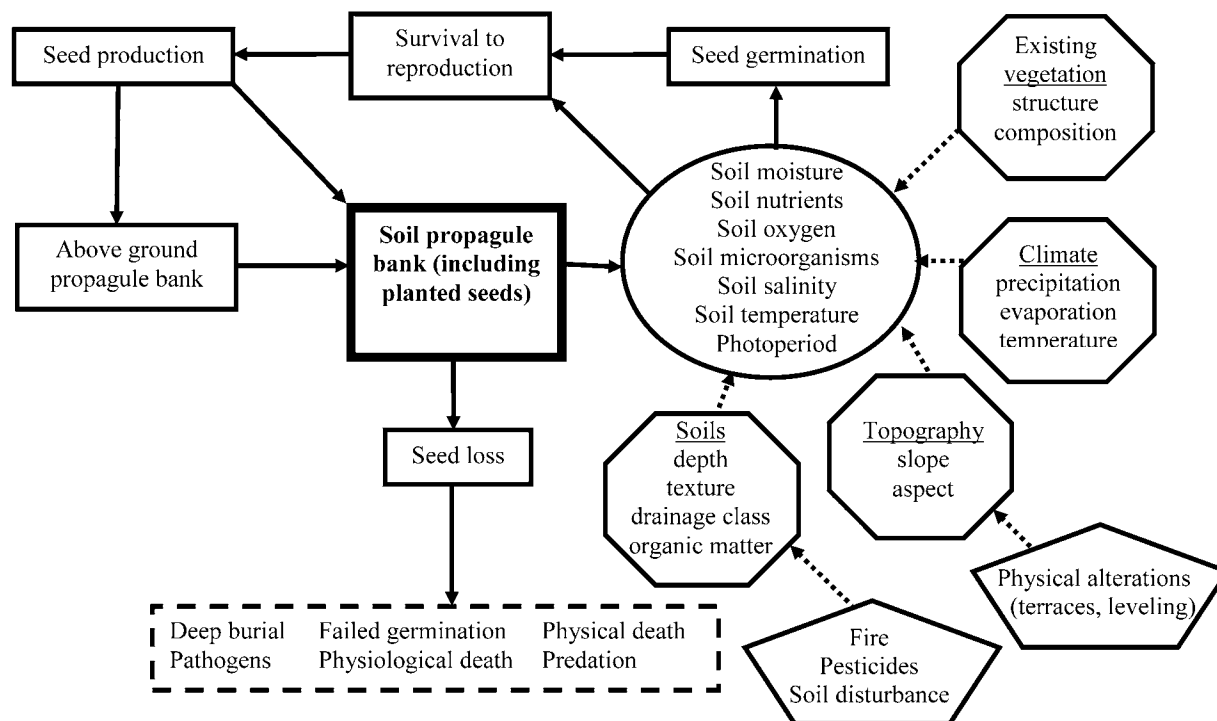 Seed production
Survival to
reproduction
Seed germination
Existing
vegetation
structure
composition
Above ground
propagule bank
Soil propagule
bank (including
planted seeds)
Soil moisture
Soil nutrients
Soil oxygen
Soil microorganisms
Soil salinity
Soil temperature
Photoperiod
Climate
precipitation
evaporation
temperature
Seed loss
Soils
depth
texture
drainage class
organic matter
Topography
slope
aspect
Physical alterations
(terraces, leveling)
Deep burial Failed germination Physical death
Pathogens Physiological death Predation
Fire
Pesticides
Soil disturbance